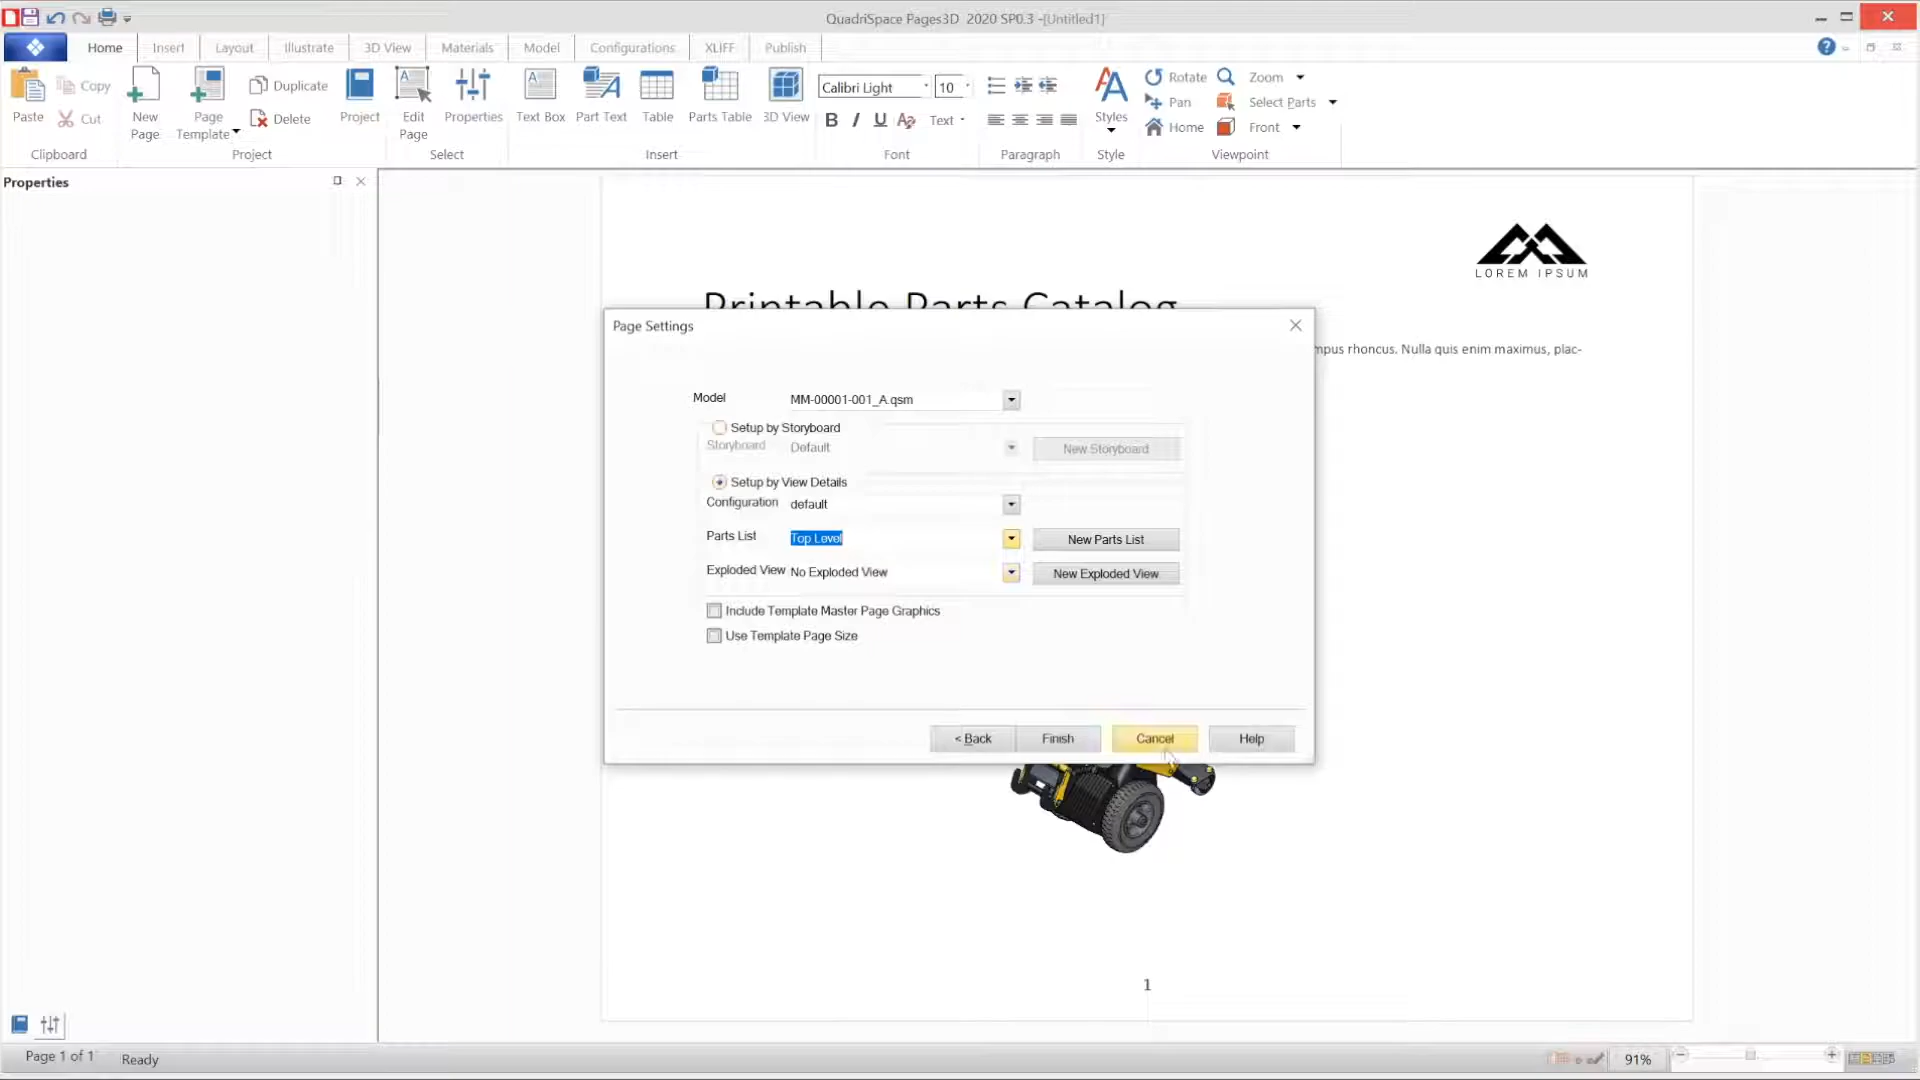 QuadriSpace Pages3D 2020 SP0.3 -[Untitled1]
Home Insert Layout Illustrate 3D View Materials Model Configurations XLIFF Publish
Paste Copy Cut
Clipboard
New Page Page Template Duplicate Delete Project
Project
Edit Page Properties
Select
Text Box Part Text Table Parts Table 3D View
Insert
Calibri Light 10
B I U Text
Font
Paragraph
Styles
Style
Rotate Zoom
Pan Select Parts
Home Front
Viewpoint
Properties
LOREM IPSUM
Printable Parts Catalog
mpus rhoncus. Nulla quis enim maximus, plac-
Page Settings
Model MM-00001-001_A.qsm
Setup by Storyboard
Storyboard Default New Storyboard
Setup by View Details
Configuration default
Parts List Top Level New Parts List
Exploded View No Exploded View New Exploded View
Include Template Master Page Graphics
Use Template Page Size
< Back Finish Cancel Help
1
Page 1 of 1 Ready 91%